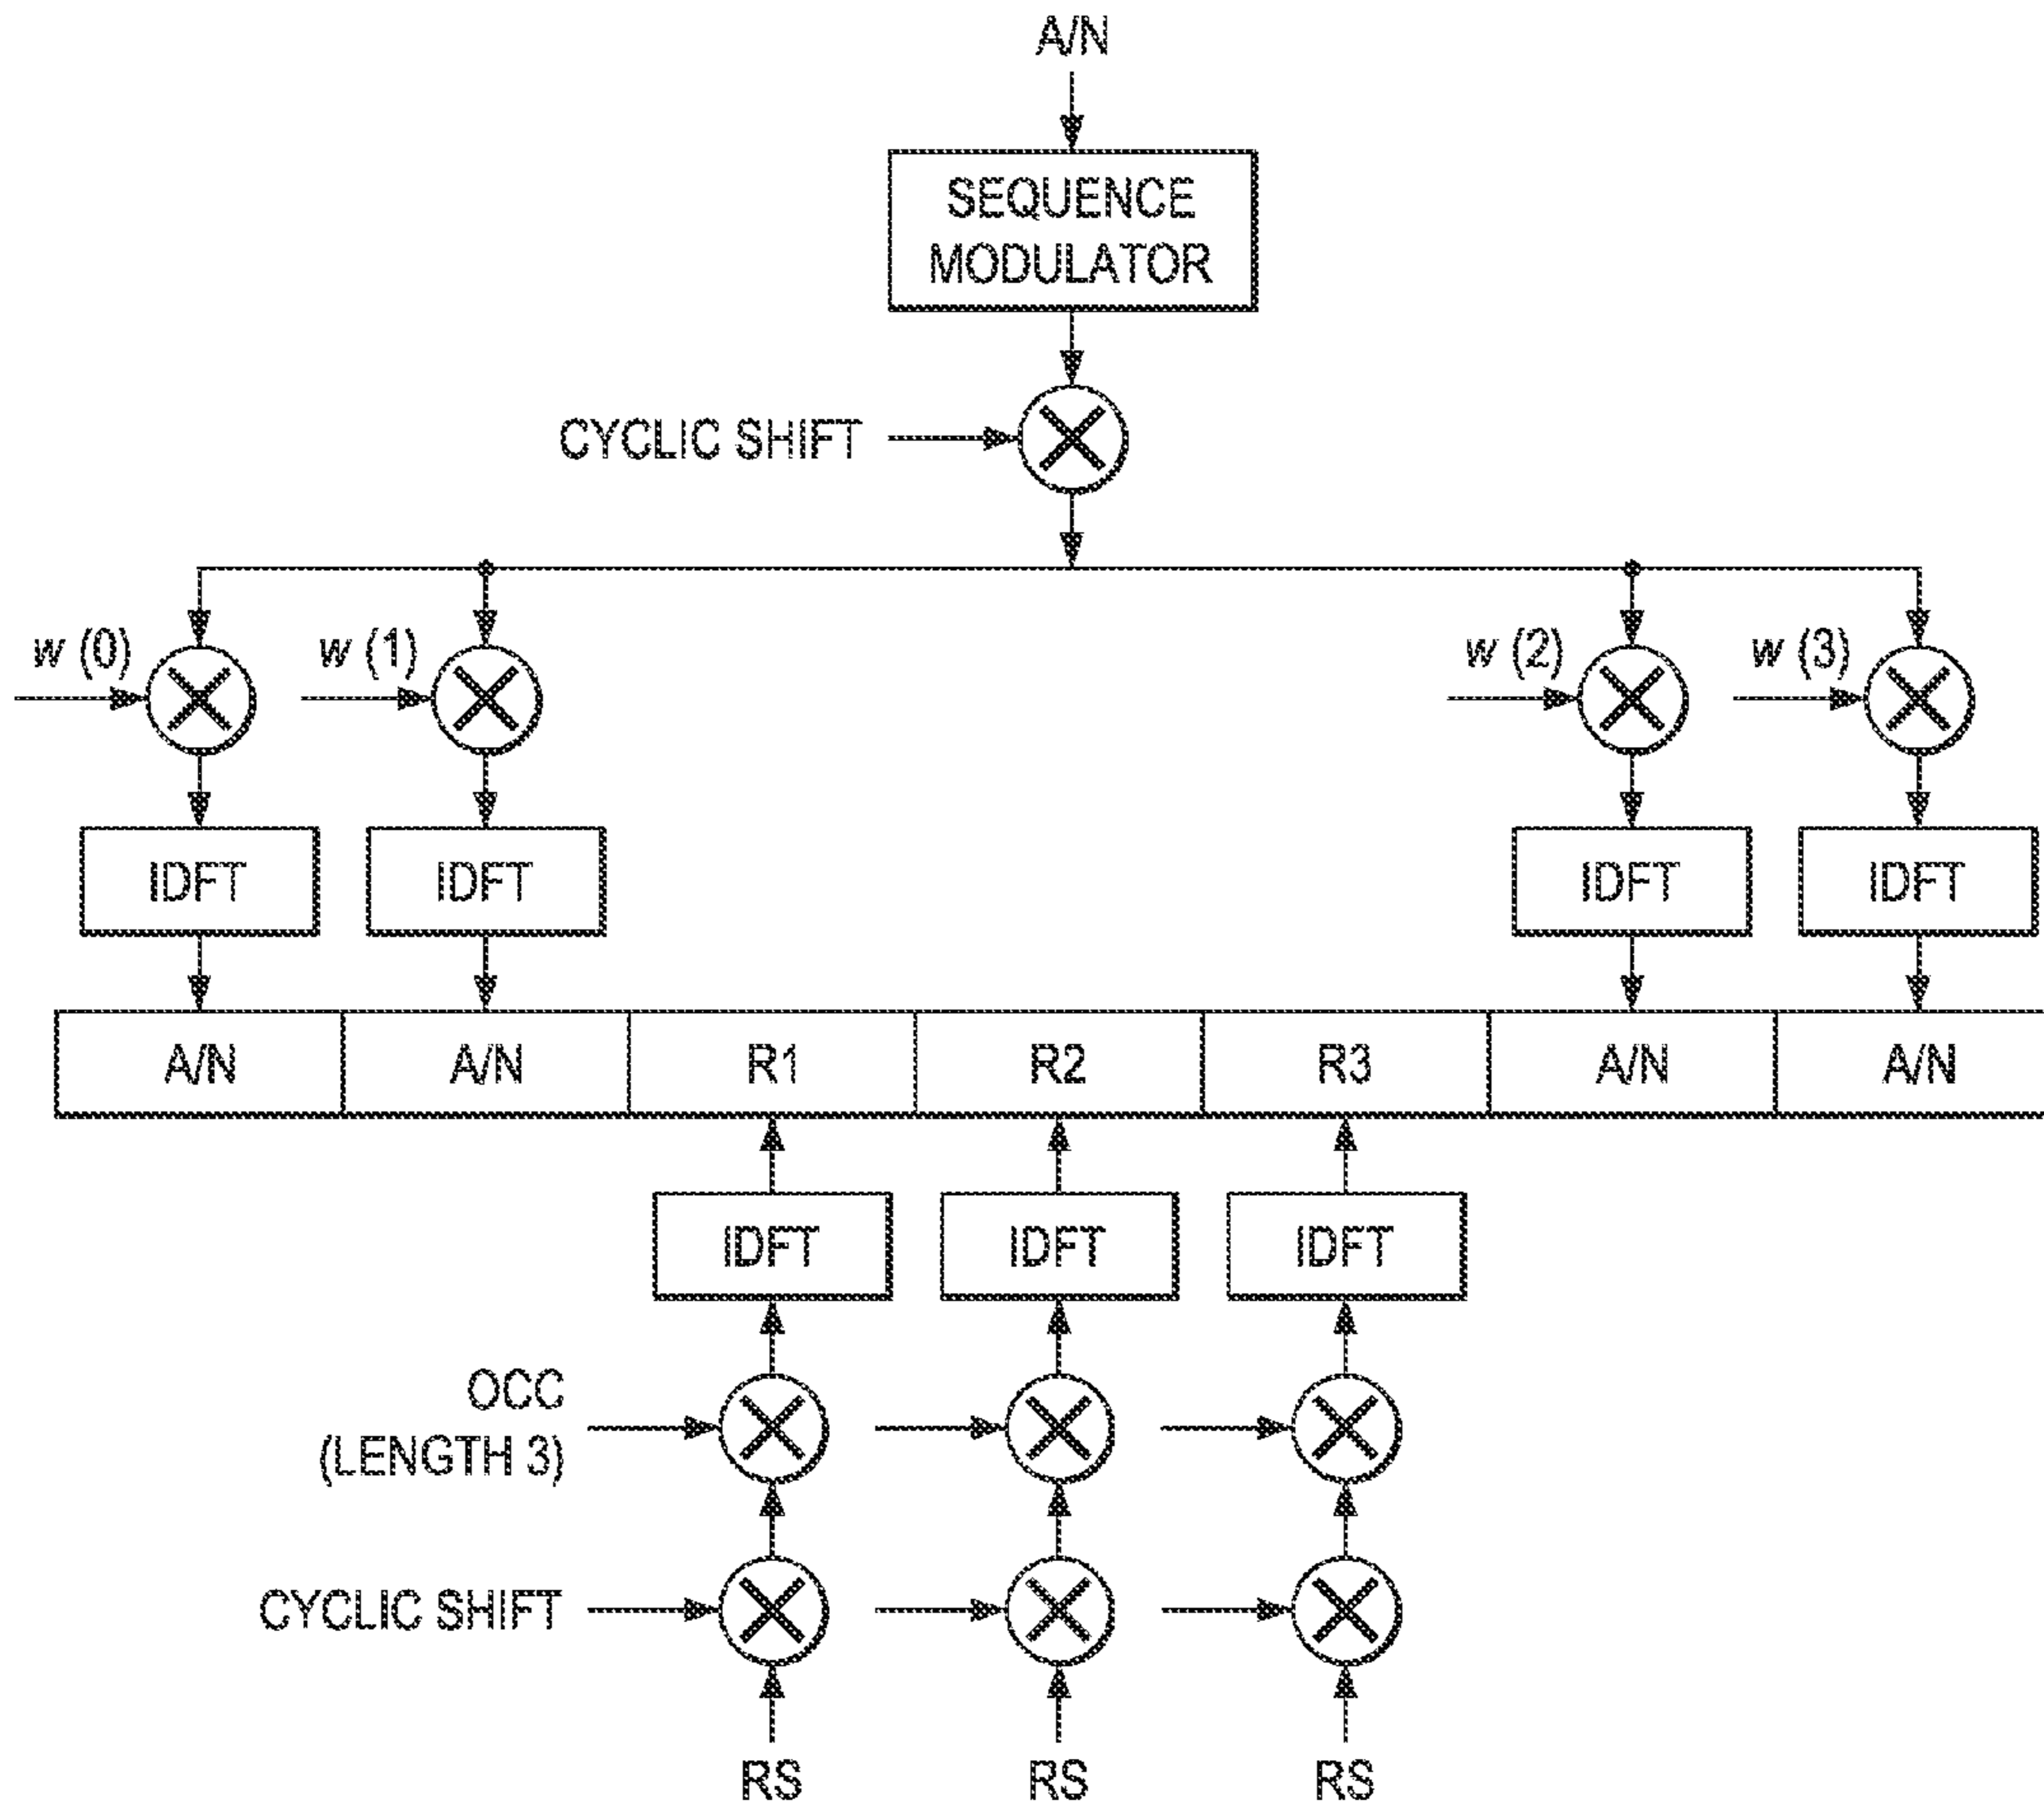 A/N
SEQUENCE
MODULATOR
CYCLIC SHIFT
w (0)
w (1)
w (2)
w (3)
IDFT
IDFT
IDFT
IDFT
A/N
A/N
R1
R2
R3
A/N
A/N
IDFT
IDFT
IDFT
OCC
(LENGTH 3)
CYCLIC SHIFT
RS
RS
RS